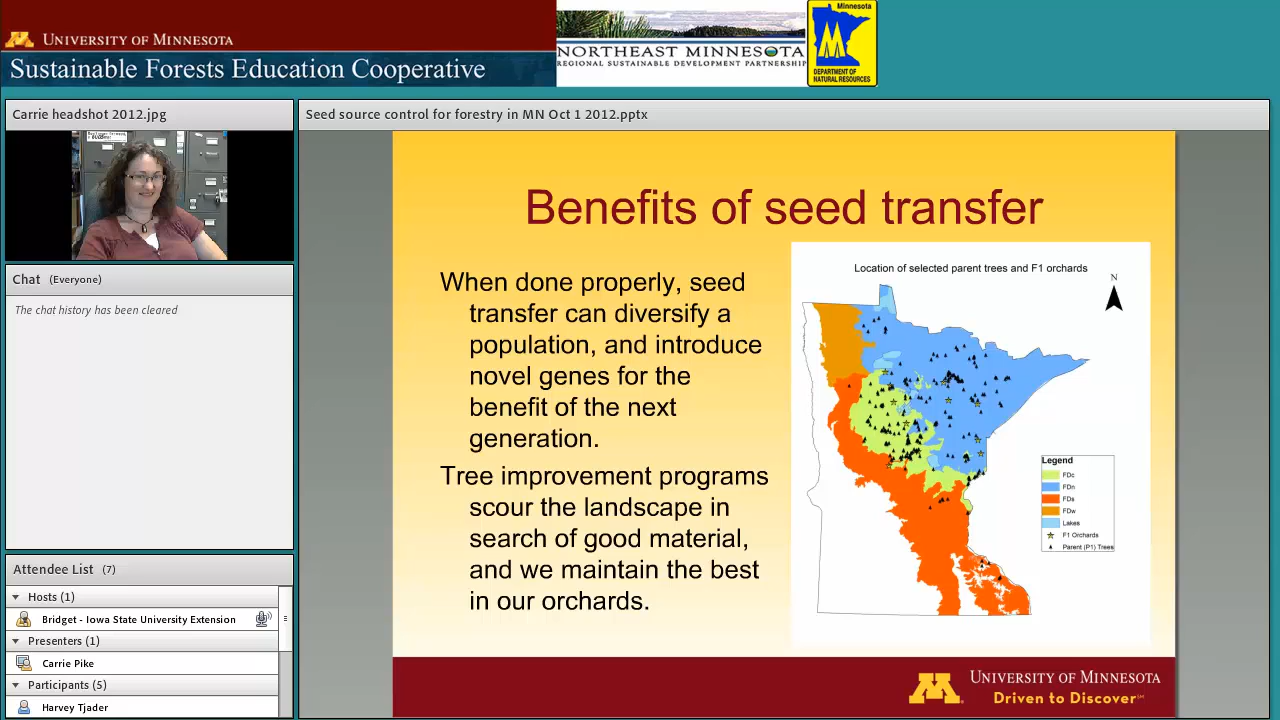 UNIVERSITY OF MINNESOTA
Sustainable Forests Education Cooperative
NORTHEAST MINNESOTA
REGIONAL SUSTAINABLE DEVELOPMENT PARTNERSHIP
Minnesota
DEPARTMENT OF
NATURAL RESOURCES
Carrie headshot 2012.jpg
Chat (Everyone)
The chat history has been cleared
Attendee List (7)
Hosts (1)
Bridget - Iowa State University Extension
Presenters (1)
Carrie Pike
Participants (5)
Harvey Tjader
Seed source control for forestry in MN Oct 1 2012.pptx
Benefits of seed transfer
When done properly, seed
transfer can diversify a
population, and introduce
novel genes for the
benefit of the next
generation.
Tree improvement programs
scour the landscape in
search of good material,
and we maintain the best
in our orchards.
Location of selected parent trees and F1 orchards
N
Legend
FDc
FDn
FDs
FDw
Lakes
F1 Orchards
Parent (P1) Trees
M
UNIVERSITY OF MINNESOTA
Driven to Discover℠